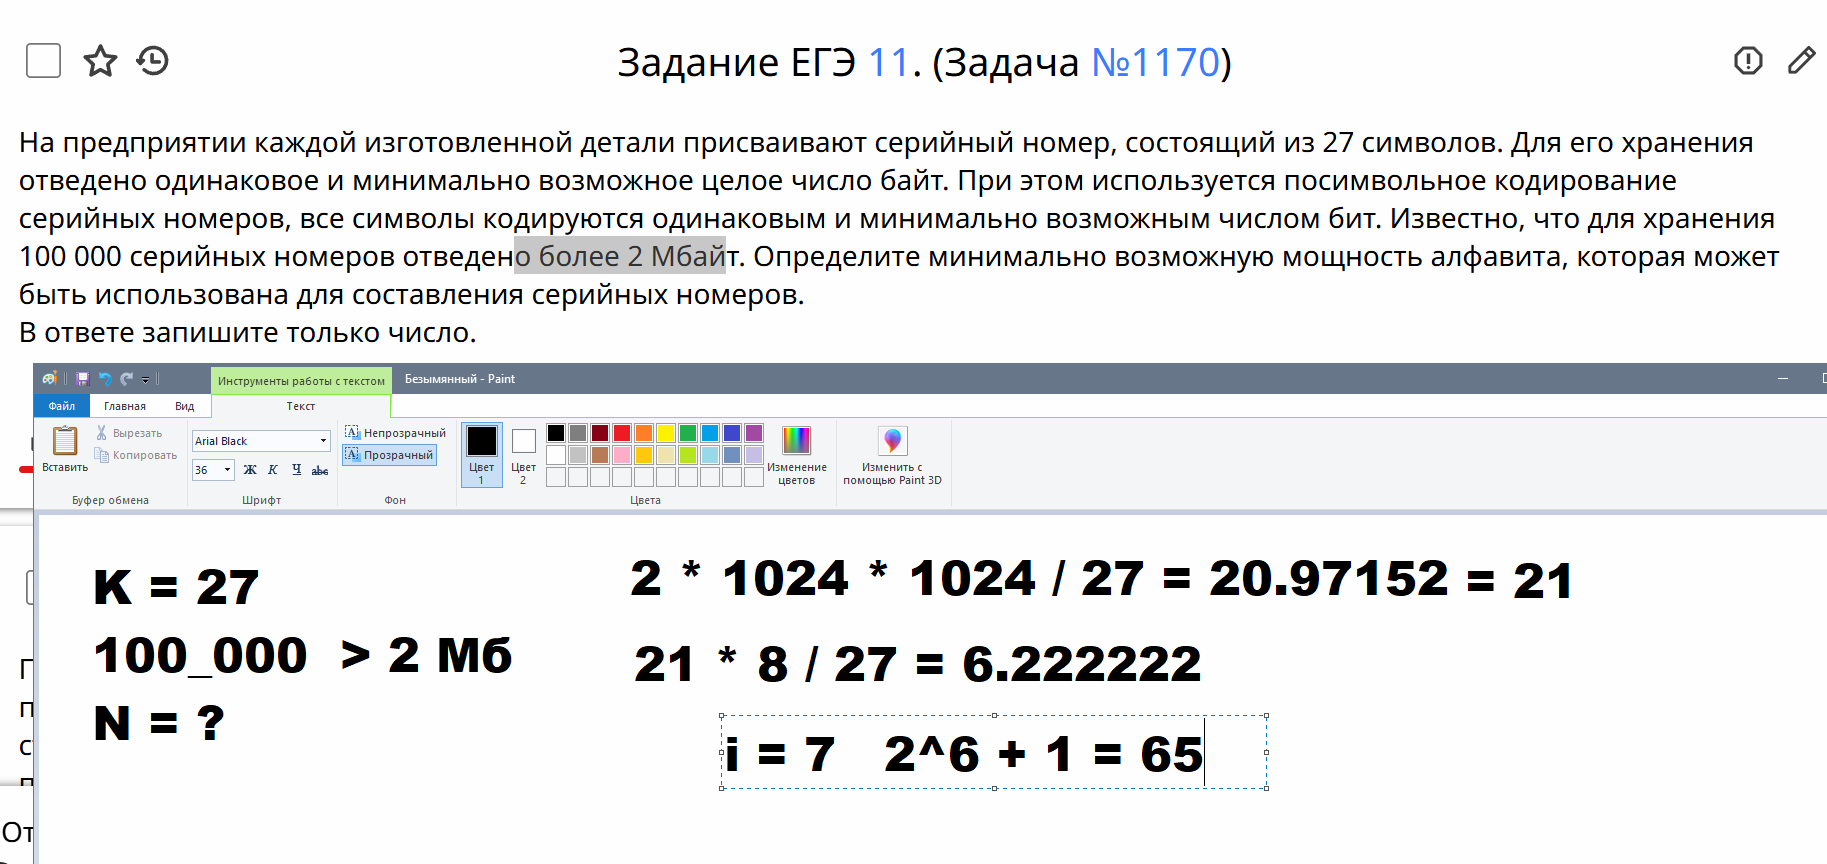 Задание ЕГЭ 11. (Задача №1170)
На предприятии каждой изготовленной детали присваивают серийный номер, состоящий из 27 символов. Для его хранения
отведено одинаковое и минимально возможное целое число байт. При этом используется посимвольное кодирование
серийных номеров, все символы кодируются одинаковым и минимально возможным числом бит. Известно, что для хранения
100 000 серийных номеров отведено более 2 Мбайт. Определите минимально возможную мощность алфавита, которая может
быть использована для составления серийных номеров.
В ответе запишите только число.
Инструменты работы с текстом
Безымянный - Paint
Файл Главная Вид Текст
Вставить
Вырезать
Копировать
Буфер обмена
Arial Black
36 Ж К Ч abc
Шрифт
Непрозрачный
Прозрачный
Фон
Цвет 1
Цвет 2
Изменение цветов
Цвета
Изменить с помощью Paint 3D
K = 27
100_000 > 2 Мб
N = ?
2 * 1024 * 1024 / 27 = 20.97152 = 21
21 * 8 / 27 = 6.222222
i = 7 2^6 + 1 = 65
От